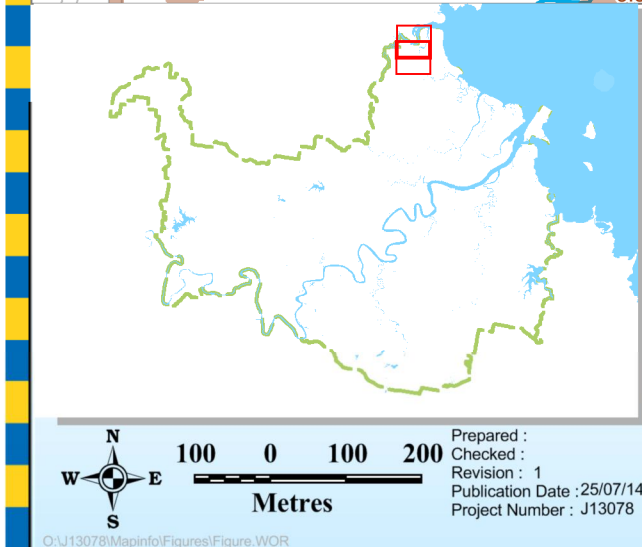 N
W E
S
100 0 100 200
Metres
Prepared :
Checked :
Revision : 1
Publication Date : 25/07/14
Project Number : J13078
O:\J13078\Mapinfo\Figures\Figure.WOR